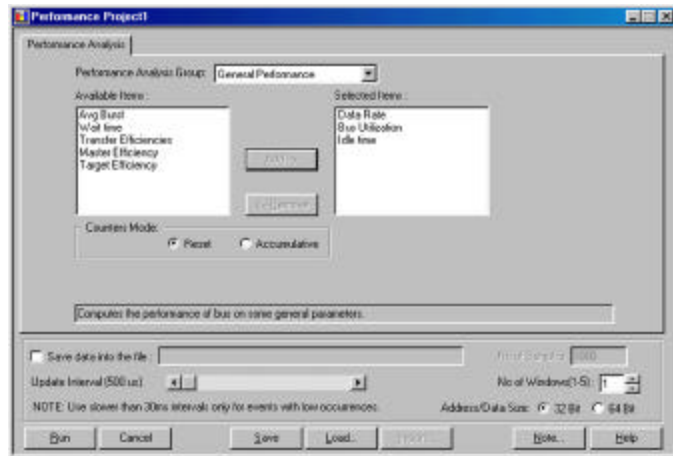 Performance Project1
Performance Analysis
Performance Analysis Group: General Performance
Available Items :
Selected Items :
Avg Burst
Wait time
Transfer Efficiencies
Master Efficiency
Target Efficiency
Data Rate
Bus Utilization
Idle time
Counters Mode:
Reset Accumulative
Computes the performance of bus on some general parameters.
Save data into the file :
Update Interval (500 us)
No of Windows(1-5): 1
NOTE: Use slower than 30ms intervals only for events with low occurences.
Address/Data Size: 32 Bit 64 Bit
Run Cancel Save Load... Note... Help